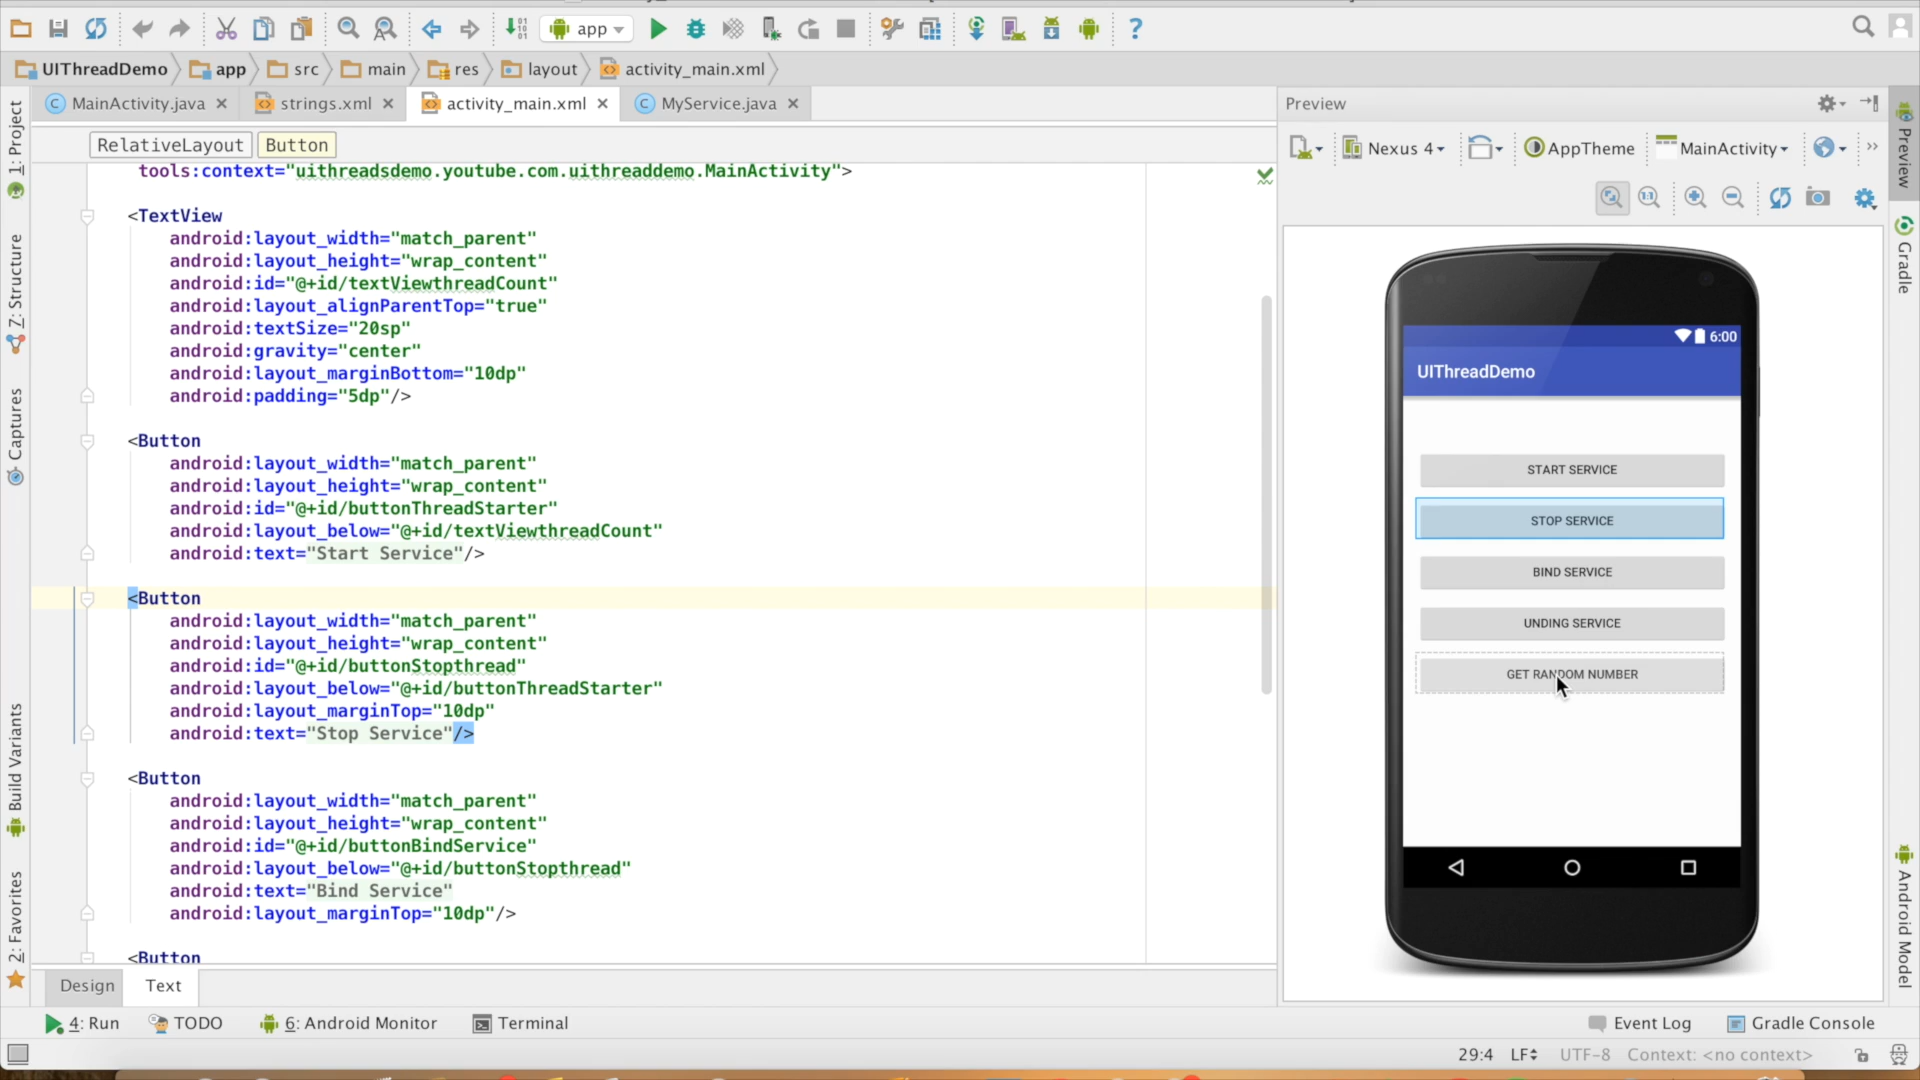 app
UIThreadDemo app src main res layout activity_main.xml
MainActivity.java strings.xml activity_main.xml MyService.java
Preview
RelativeLayout Button
Nexus 4 AppTheme MainActivity
1:1
1: Project
Z: Structure
Captures
Build Variants
2: Favorites
tools:context="uithreadsdemo.youtube.com.uithreaddemo.MainActivity">
<TextView
android:layout_width="match_parent"
android:layout_height="wrap_content"
android:id="@+id/textViewthreadCount"
android:layout_alignParentTop="true"
android:textSize="20sp"
android:gravity="center"
android:layout_marginBottom="10dp"
android:padding="5dp"/>
<Button
android:layout_width="match_parent"
android:layout_height="wrap_content"
android:id="@+id/buttonThreadStarter"
android:layout_below="@+id/textViewthreadCount"
android:text="Start Service"/>
<Button
android:layout_width="match_parent"
android:layout_height="wrap_content"
android:id="@+id/buttonStopthread"
android:layout_below="@+id/buttonThreadStarter"
android:layout_marginTop="10dp"
android:text="Stop Service"/>
<Button
android:layout_width="match_parent"
android:layout_height="wrap_content"
android:id="@+id/buttonBindService"
android:layout_below="@+id/buttonStopthread"
android:text="Bind Service"
android:layout_marginTop="10dp"/>
<Button
6:00
UIThreadDemo
START SERVICE
STOP SERVICE
BIND SERVICE
UNDING SERVICE
GET RANDOM NUMBER
Preview
Gradle
Android Model
Design Text
4: Run TODO 6: Android Monitor Terminal Event Log Gradle Console
29:4 LF UTF-8 Context: <no context>